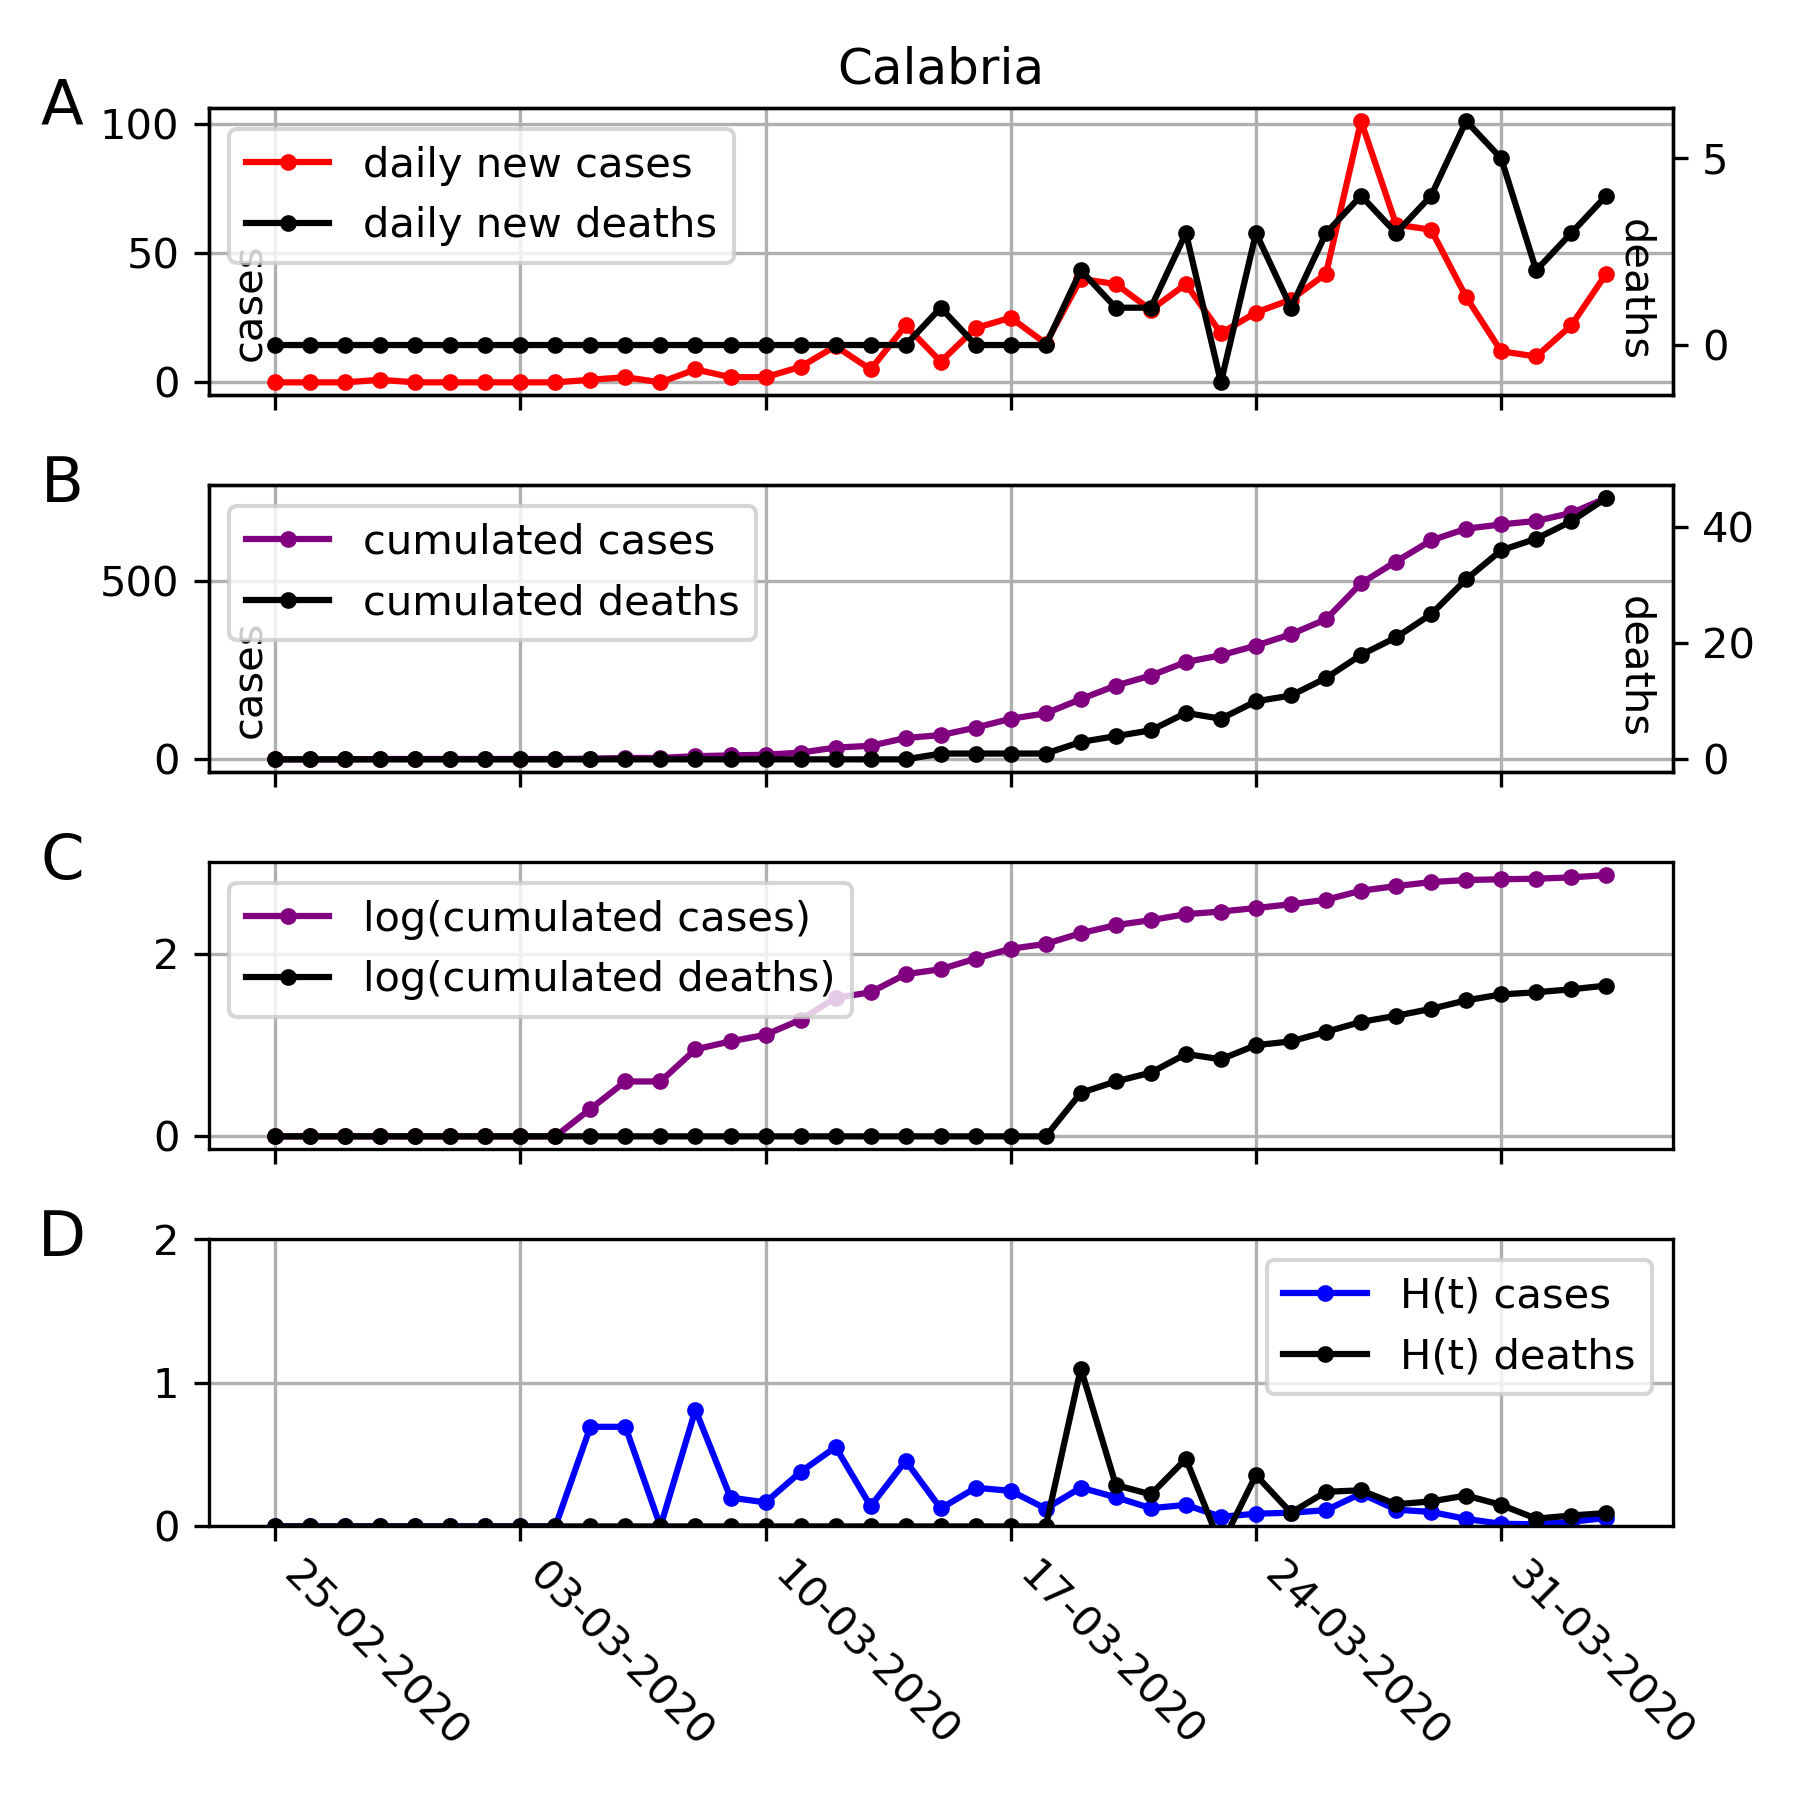 Calabria
A
100
50
0
cases
daily new cases
daily new deaths
5
0
deaths
B
500
0
cases
cumulated cases
cumulated deaths
40
20
0
deaths
C
2
0
log(cumulated cases)
log(cumulated deaths)
D
2
1
0
H(t) cases
H(t) deaths
25-02-2020
03-03-2020
10-03-2020
17-03-2020
24-03-2020
31-03-2020